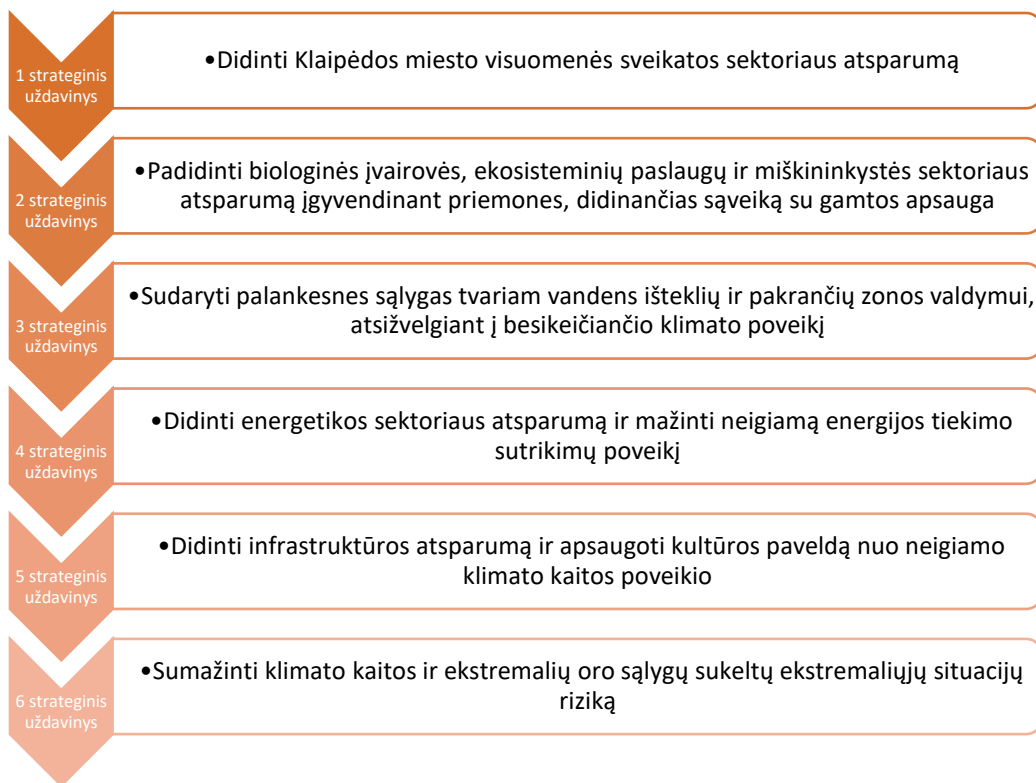 1 strateginis
uždavinys
•Didinti Klaipėdos miesto visuomenės sveikatos sektoriaus atsparumą
2 strateginis
uždavinys
•Padidinti biologinės įvairovės, ekosisteminių paslaugų ir miškininkystės sektoriaus
atsparumą įgyvendinant priemones, didinančias sąveiką su gamtos apsauga
3 strateginis
uždavinys
•Sudaryti palankesnes sąlygas tvariam vandens išteklių ir pakrančių zonos valdymui,
atsižvelgiant į besikeičiančio klimato poveikį
4 strateginis
uždavinys
•Didinti energetikos sektoriaus atsparumą ir mažinti neigiamą energijos tiekimo
sutrikimų poveikį
5 strateginis
uždavinys
•Didinti infrastruktūros atsparumą ir apsaugoti kultūros paveldą nuo neigiamo
klimato kaitos poveikio
6 strateginis
uždavinys
•Sumažinti klimato kaitos ir ekstremalių oro sąlygų sukeltų ekstremaliųjų situacijų
riziką